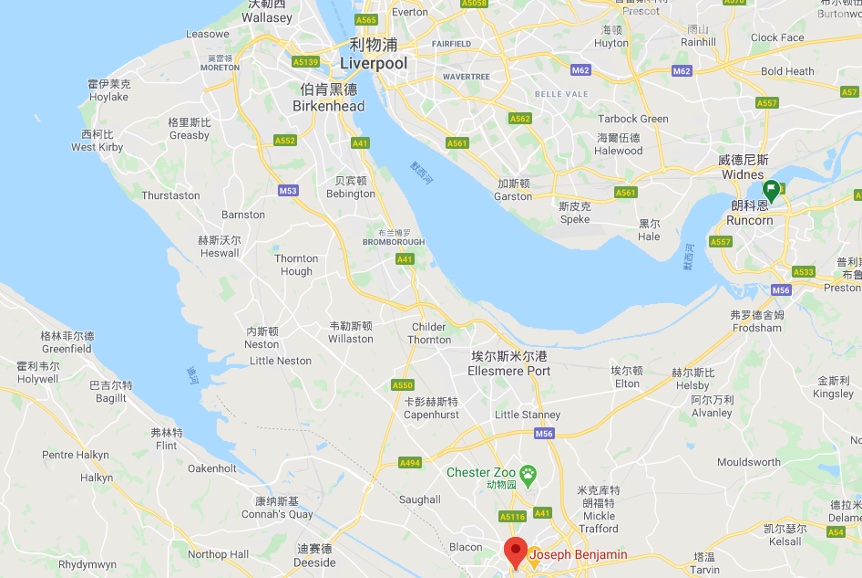 沃勒西
Wallasey
A565
Everton
A5058
Prescot
Leasowe
利物浦
Liverpool
FAIRFIELD
海顿
Huyton
雨山
Rainhill
Clock Face
莫雷顿
MORETON
A5139
WAVERTREE
M62
M62
Bold Heath
霍伊莱克
Hoylake
伯肯黑德
Birkenhead
BELLE VALE
A57
A557
格里斯比
Greasby
A562
Tarbock Green
西柯比
West Kirby
A552
A41
A561
海爾伍德
Halewood
威德尼斯
Widnes
默西河
M53
贝宾顿
Bebington
加斯顿
Garston
A561
Thurstaston
斯皮克
Speke
朗科恩
Runcorn
Barnston
黑尔
Hale
赫斯沃尔
Heswall
布兰博罗
BROMBOROUGH
A557
默西河
Thornton
Hough
A41
A533
Preston
M56
弗罗德舍姆
Frodsham
格林菲尔德
Greenfield
内斯顿
Neston
韦勒斯顿
Willaston
Childer
Thornton
Little Neston
埃尔斯米尔港
Ellesmere Port
霍利韦尔
Holywell
埃尔顿
Elton
赫尔斯比
Helsby
巴吉尔特
Bagillt
迪河
A550
金斯利
Kingsley
卡彭赫斯特
Capenhurst
Little Stanney
阿尔万利
Alvanley
弗林特
Flint
M56
Pentre Halkyn
Oakenholt
A494
Mouldsworth
Halkyn
Chester Zoo
动物园
康纳斯基
Connah's Quay
Saughall
米克库特
朗福特
Mickle
Trafford
A5116
A41
凯尔瑟尔
Kelsall
A54
Northop Hall
迪赛德
Deeside
Blacon
Joseph Benjamin
塔温
Tarvin
Rhydymwyn